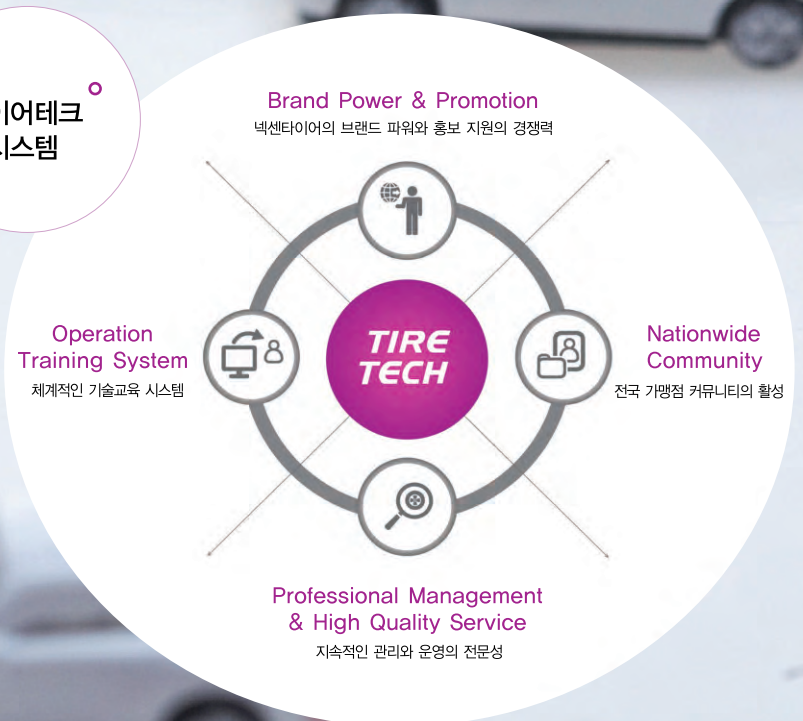 이어테크
시스템
Brand Power & Promotion
넥센타이어의 브랜드 파워와 홍보 지원의 경쟁력
Operation
Training System
체계적인 기술교육 시스템
TIRE
TECH
Nationwide
Community
전국 가맹점 커뮤니티의 활성
Professional Management
& High Quality Service
지속적인 관리와 운영의 전문성